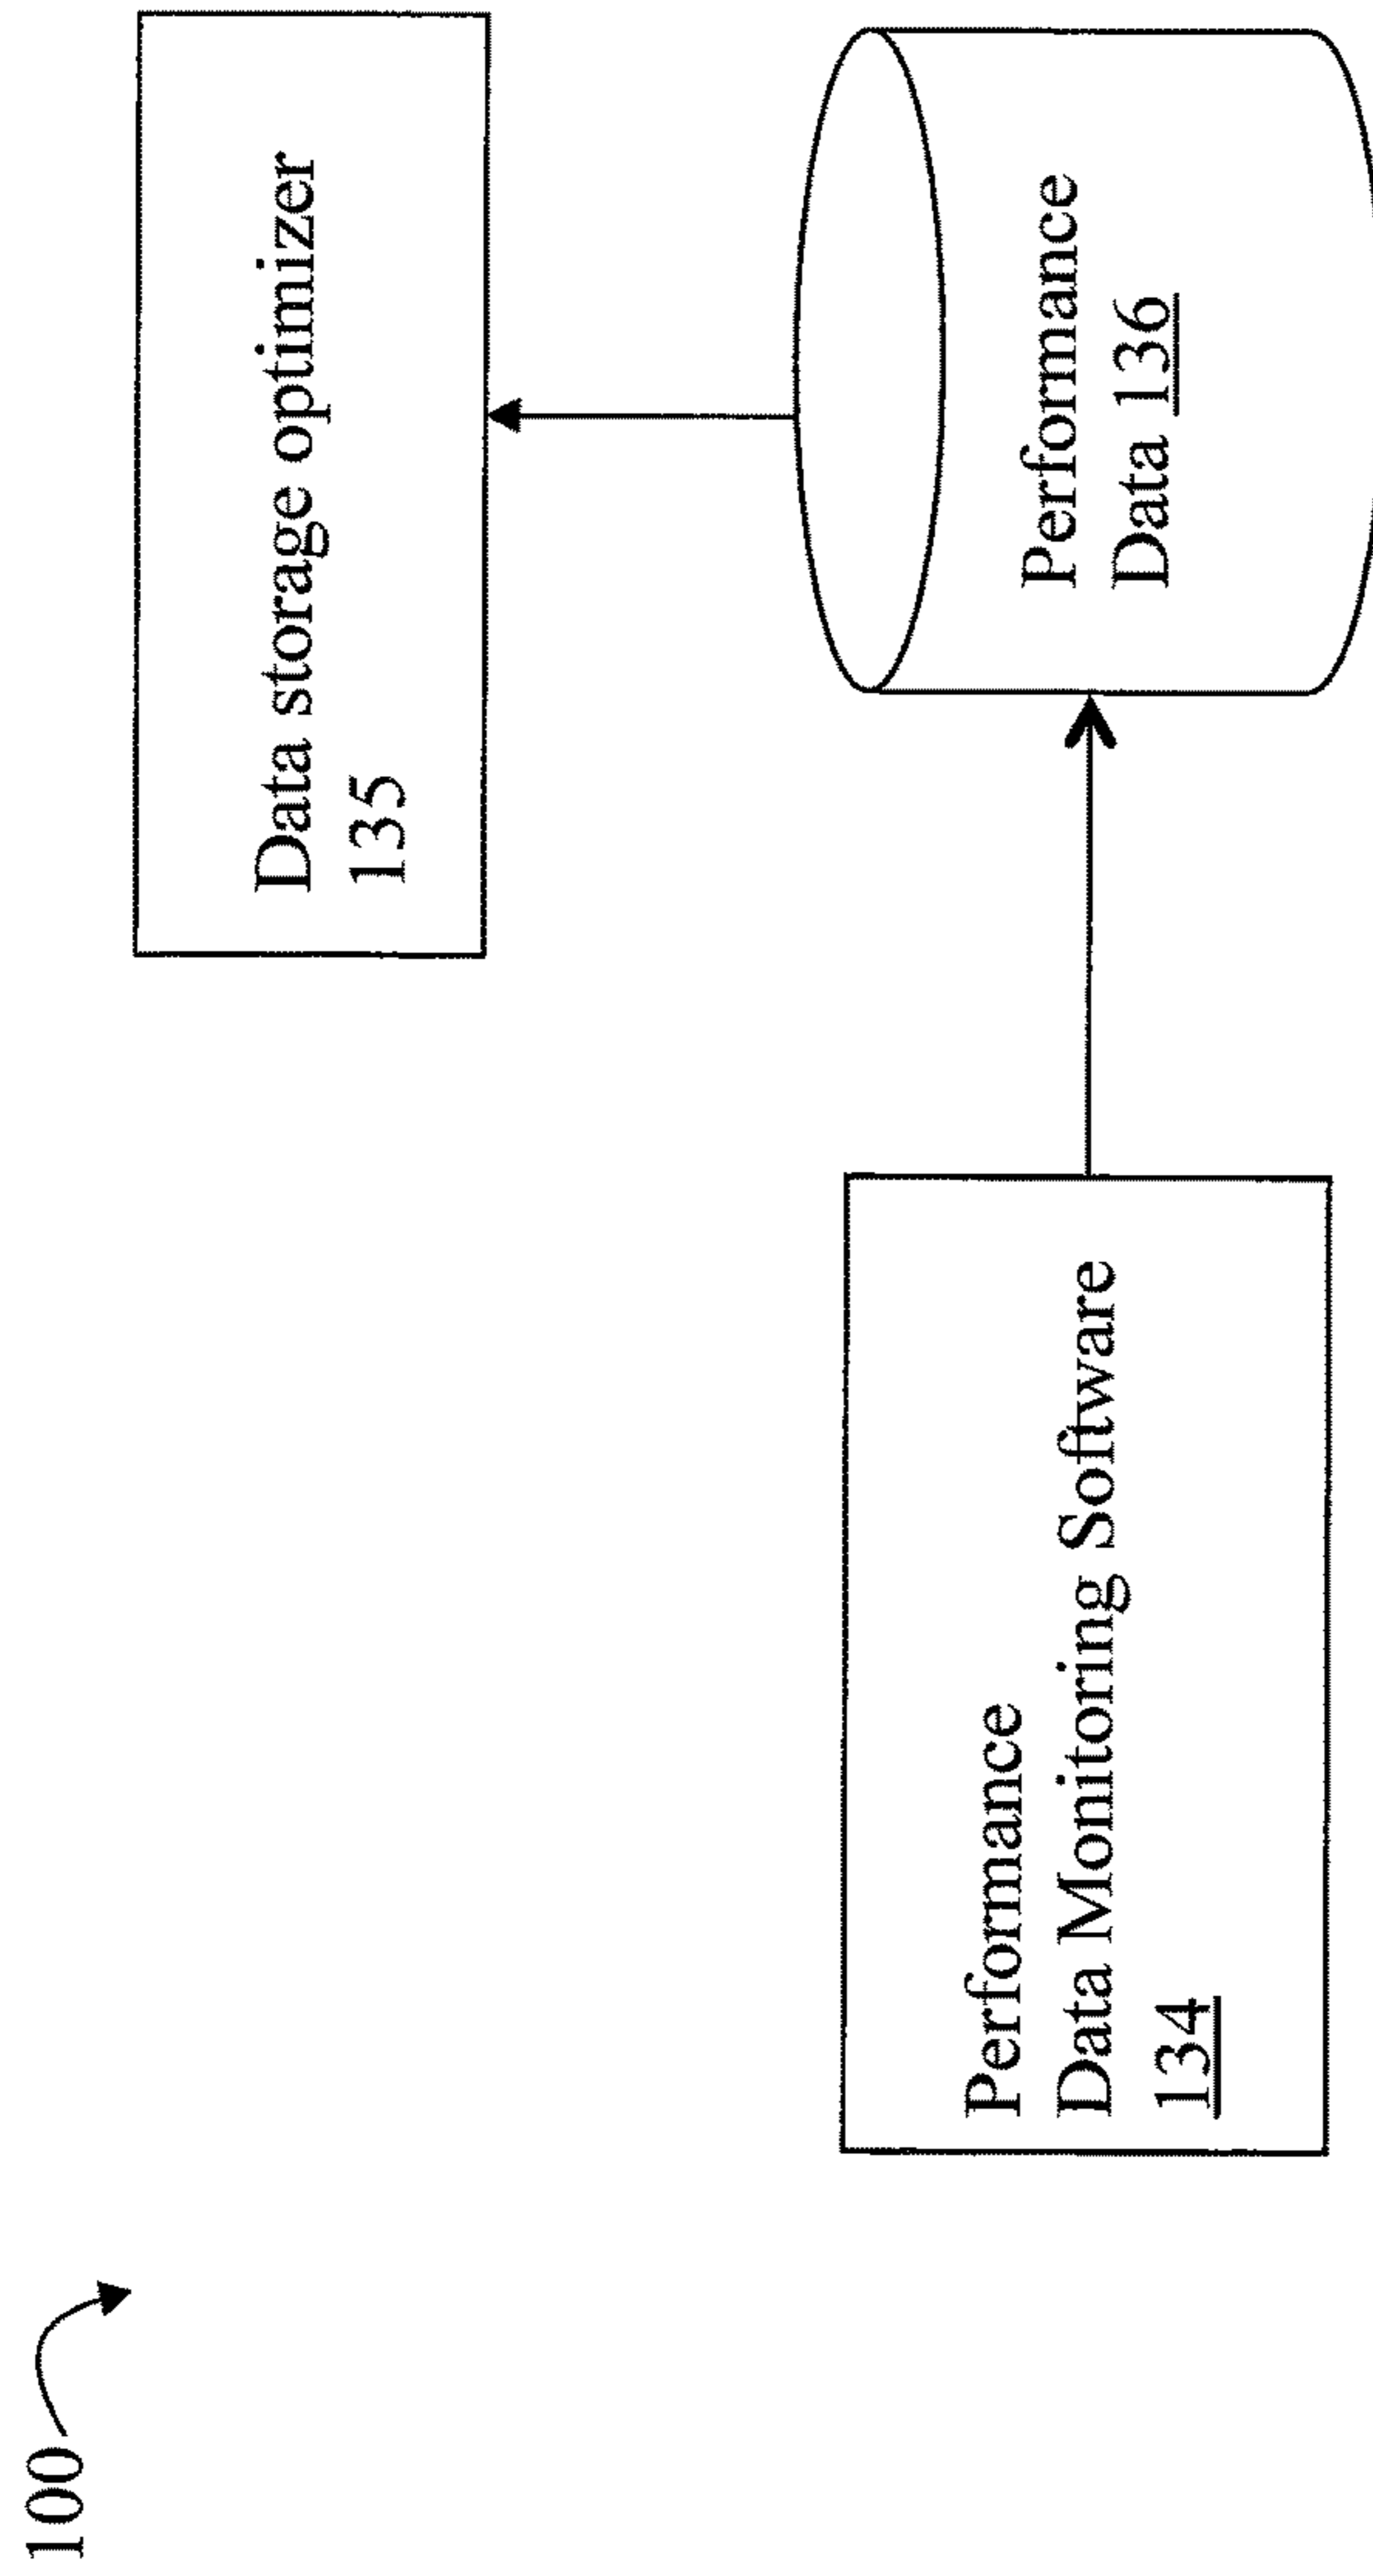 100
Data storage optimizer
135
Performance
Data Monitoring Software
134
Performance
Data 136